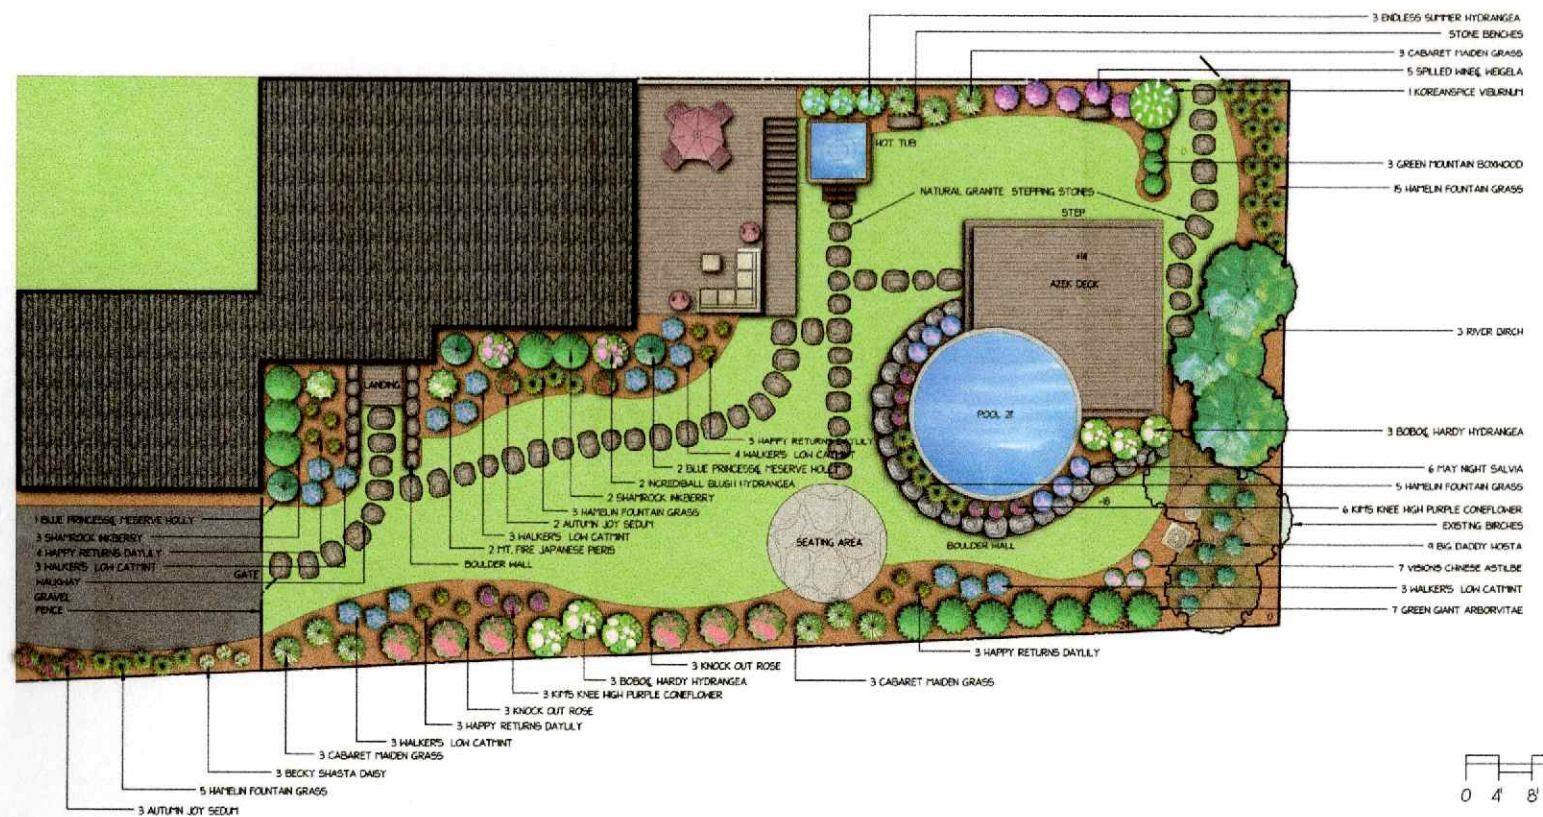 3 ENDLESS SUMMER HYDRANGEA
STONE BENCHES
3 CABARET MAIDEN GRASS
5 SPILLED WINE¢ WEIGELA
1 KOREANSPICE VIBURNUM
HOT TUB
3 GREEN MOUNTAIN BOXWOOD
NATURAL GRANITE STEPPING STONES
15 HAMELIN FOUNTAIN GRASS
STEP
AZEK DECK
3 RIVER BIRCH
LANDING
POOL 21'
3 BOBO¢ HARDY HYDRANGEA
3 HAPPY RETURNS DAYLILY
4 WALKER'S LOW CATMINT
2 BLUE PRINCESS¢ MESERVE HOLLY
2 INCREDIBALL BLUSH HYDRANGEA
2 SHAMROCK INKBERRY
3 HAMELIN FOUNTAIN GRASS
2 AUTUMN JOY SEDUM
3 WALKER'S LOW CATMINT
2 MT. FIRE JAPANESE PIERIS
BOULDER WALL
6 MAY NIGHT SALVIA
5 HAMELIN FOUNTAIN GRASS
-18
6 KIM'S KNEE HIGH PURPLE CONEFLOWER
EXISTING BIRCHES
SEATING AREA
BOULDER WALL
9 BIG DADDY HOSTA
7 VISIONS CHINESE ASTILBE
3 WALKER'S LOW CATMINT
7 GREEN GIANT ARBORVITAE
1 BLUE PRINCESS¢ MESERVE HOLLY
3 SHAMROCK INKBERRY
4 HAPPY RETURNS DAYLILY
3 WALKER'S LOW CATMINT
WALKWAY
GRAVEL
FENCE
GATE
3 HAPPY RETURNS DAYLILY
3 KNOCK OUT ROSE
3 CABARET MAIDEN GRASS
3 BOBO¢ HARDY HYDRANGEA
3 KIM'S KNEE HIGH PURPLE CONEFLOWER
3 KNOCK OUT ROSE
3 HAPPY RETURNS DAYLILY
3 WALKER'S LOW CATMINT
3 CABARET MAIDEN GRASS
3 BECKY SHASTA DAISY
5 HAMELIN FOUNTAIN GRASS
3 AUTUMN JOY SEDUM
0 4' 8'